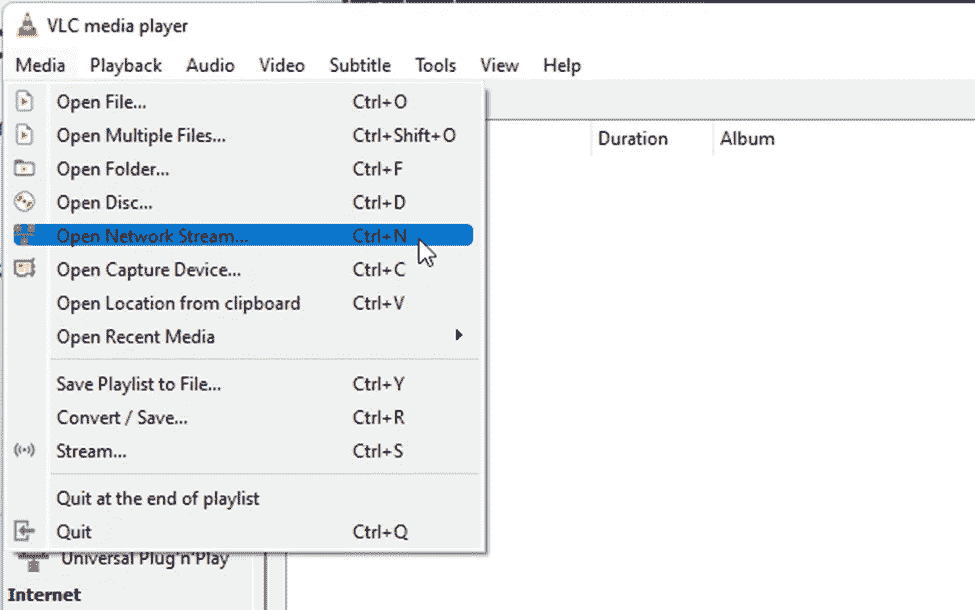 VLC media player
Media Playback Audio Video Subtitle Tools View Help
Open File... Ctrl+O
Open Multiple Files... Ctrl+Shift+O
Duration Album
Open Folder... Ctrl+F
Open Disc... Ctrl+D
Open Network Stream... Ctrl+N
Open Capture Device... Ctrl+C
Open Location from clipboard Ctrl+V
Open Recent Media
Save Playlist to File... Ctrl+Y
Convert / Save... Ctrl+R
Stream... Ctrl+S
Quit at the end of playlist
Quit Ctrl+Q
Universal Plug'n'Play
Internet